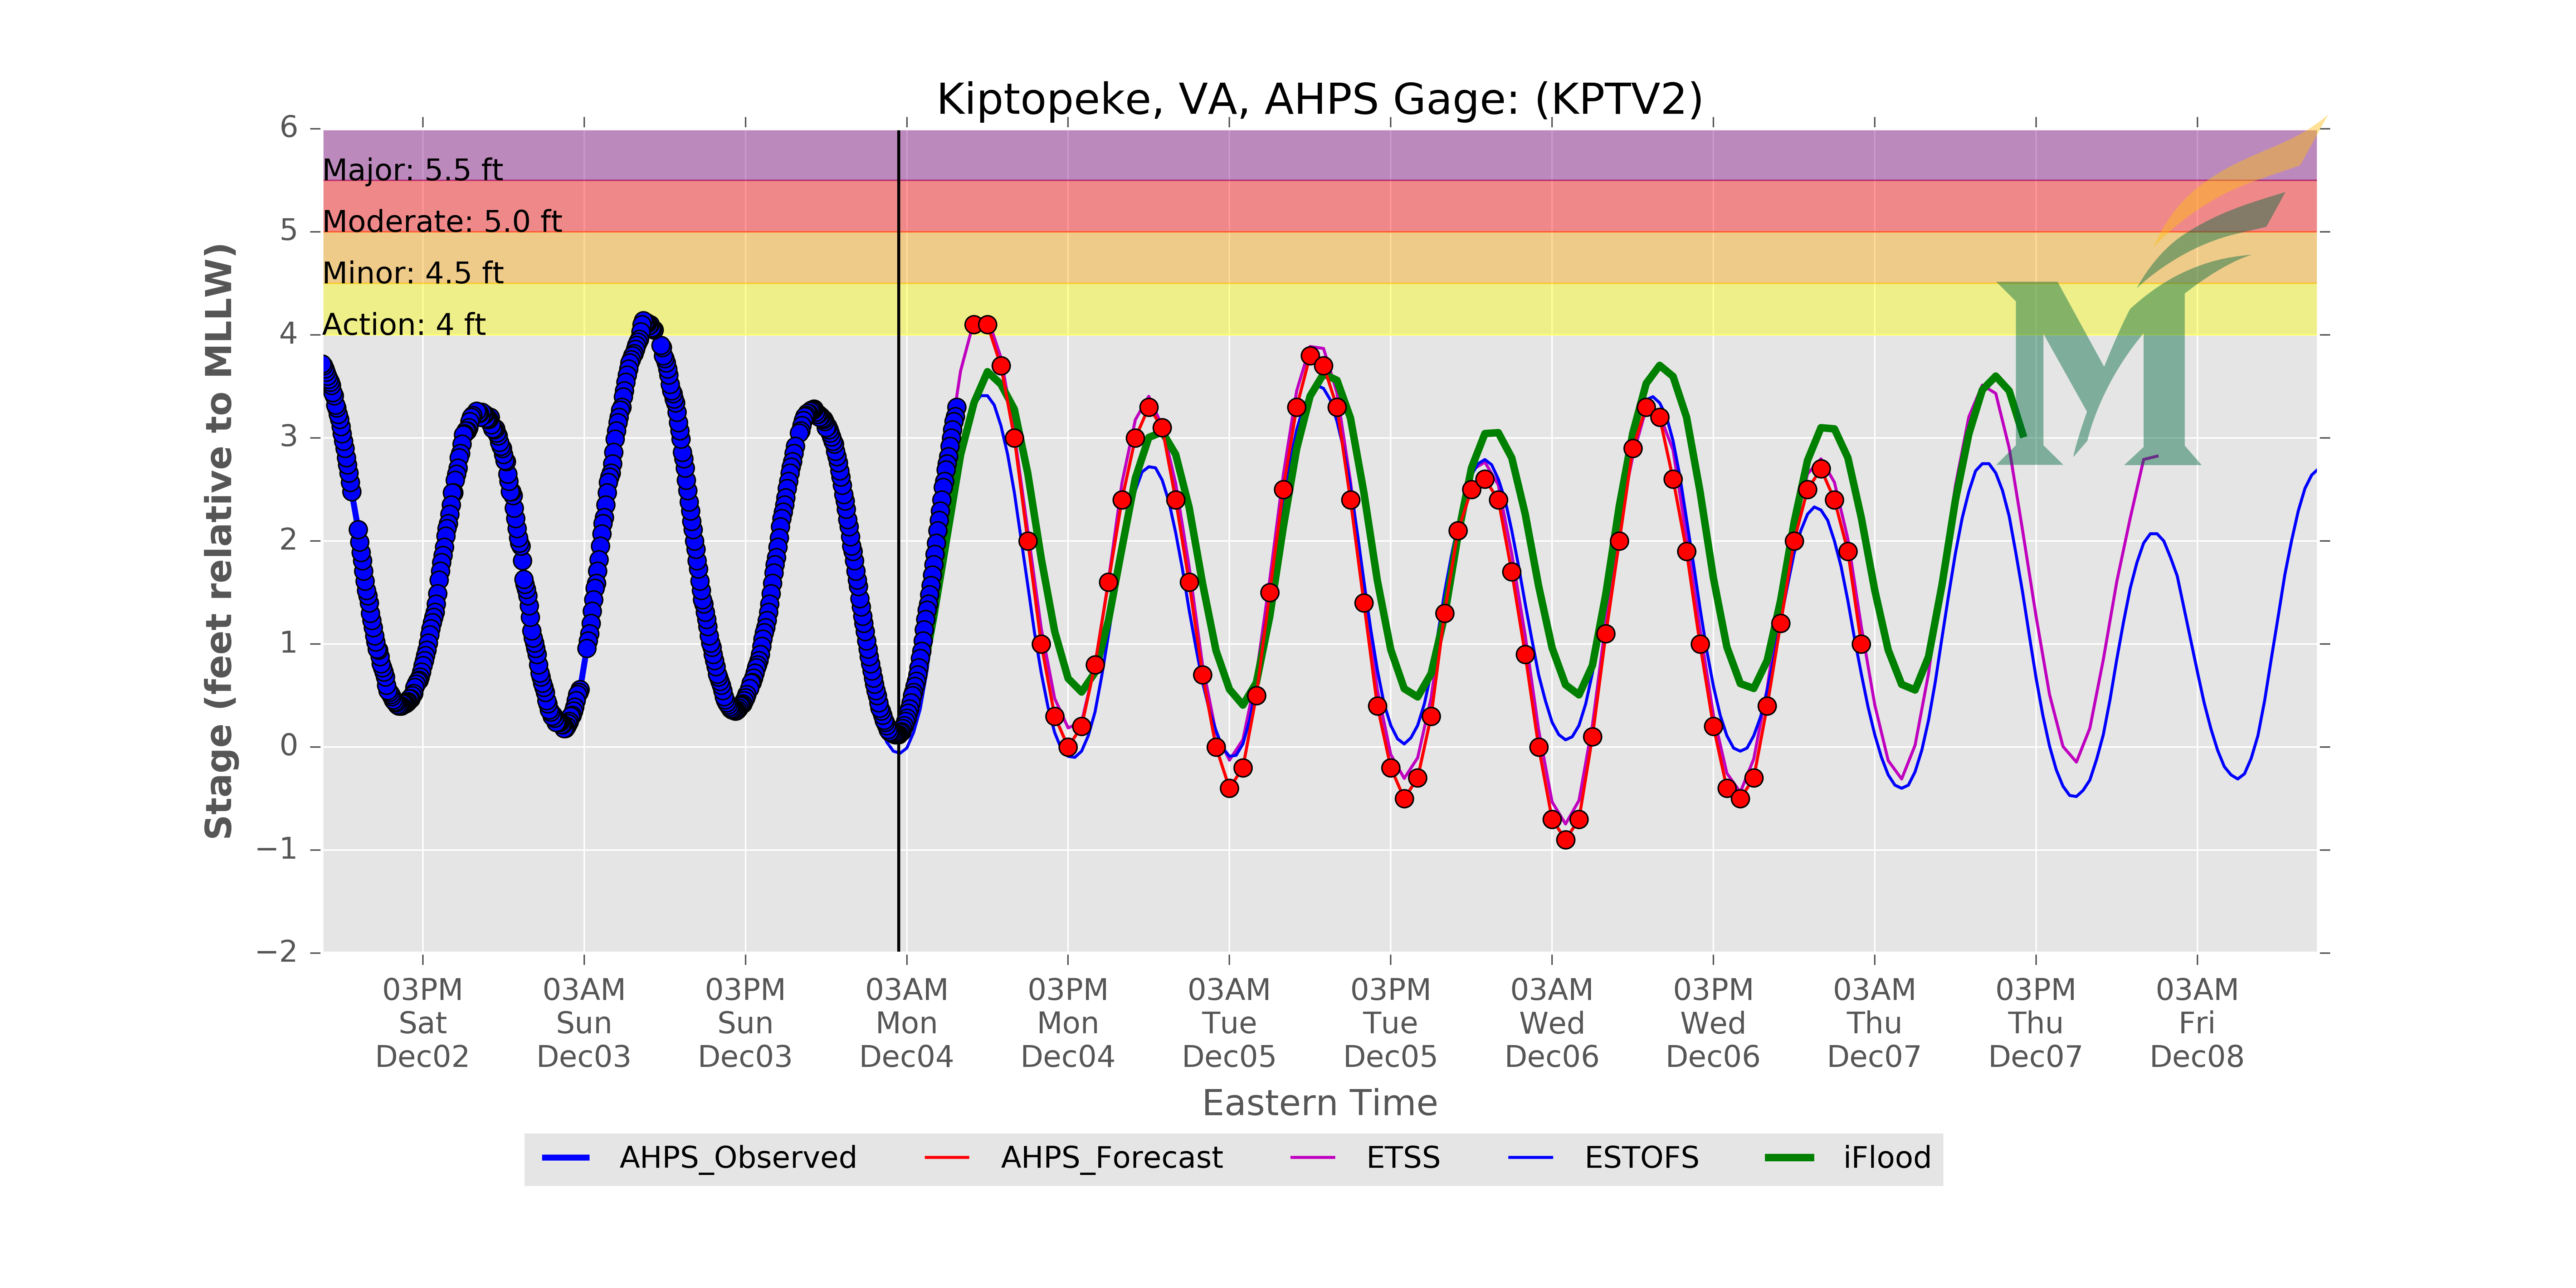 Kiptopeke, VA, AHPS Gage: (KPTV2)
Stage (feet relative to MLLW)
6
5
4
3
2
1
0
−1
−2
Major: 5.5 ft
Moderate: 5.0 ft
Minor: 4.5 ft
Action: 4 ft
M
03PM 03AM 03PM 03AM 03PM 03AM 03PM 03AM 03PM 03AM 03PM 03AM
Sat Sun Sun Mon Mon Tue Tue Wed Wed Thu Thu Fri
Dec02 Dec03 Dec03 Dec04 Dec04 Dec05 Dec05 Dec06 Dec06 Dec07 Dec07 Dec08
Eastern Time
AHPS_Observed AHPS_Forecast ETSS ESTOFS iFlood